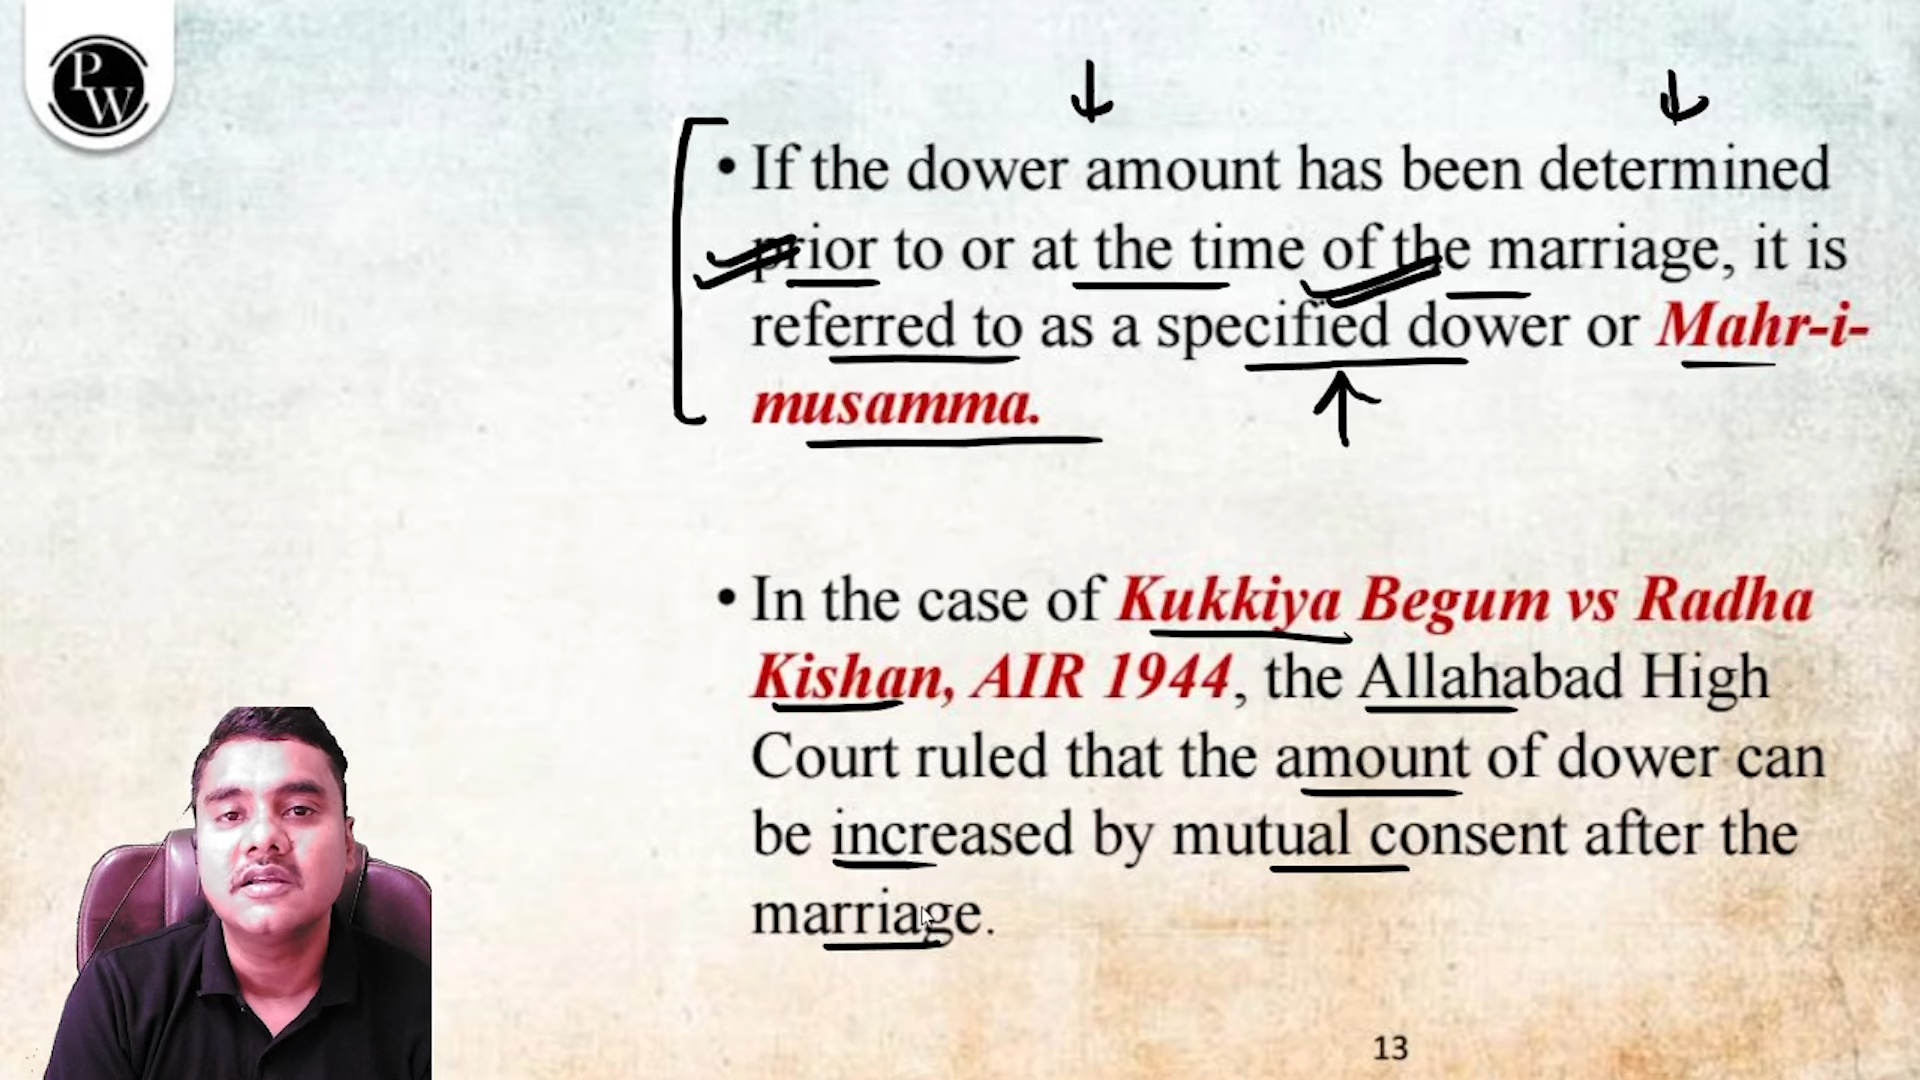 PW
• If the dower amount has been determined
prior to or at the time of the marriage, it is
referred to as a specified dower or Mahr-i-
musamma.
• In the case of Kukkiya Begum vs Radha
Kishan, AIR 1944, the Allahabad High
Court ruled that the amount of dower can
be increased by mutual consent after the
marriage.
13